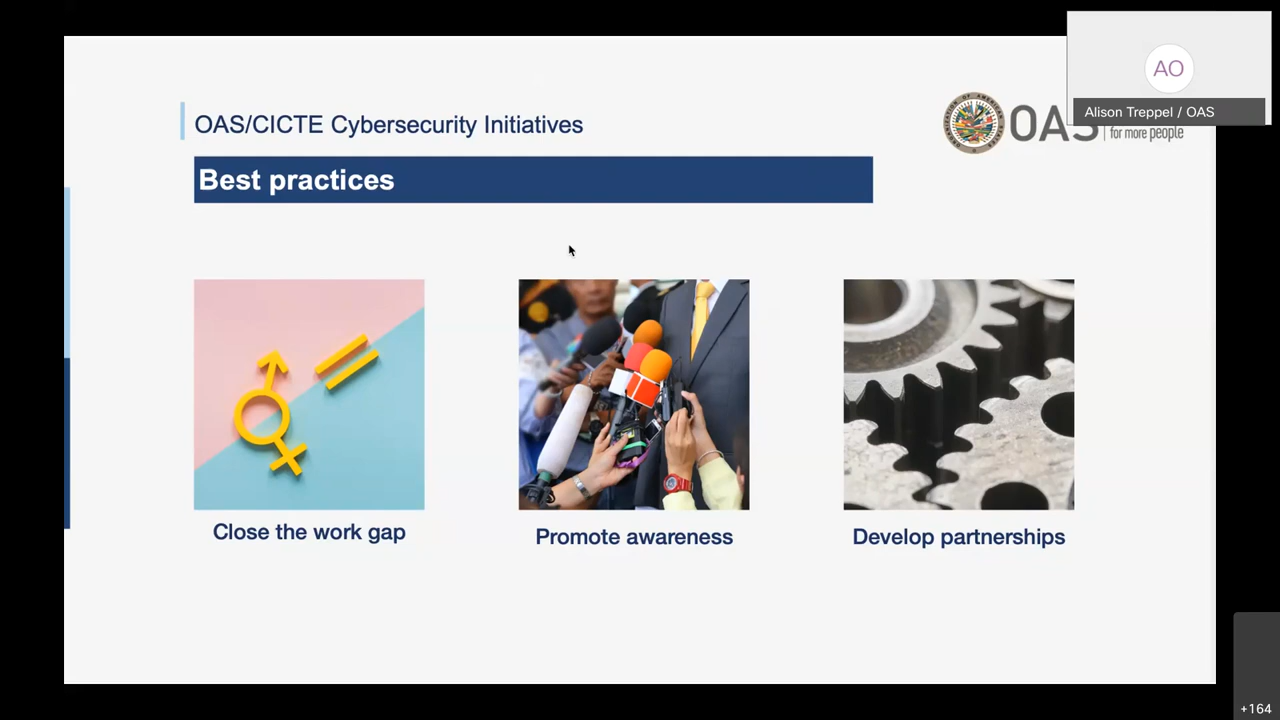 AO
Alison Treppel / OAS
OAS/CICTE Cybersecurity Initiatives
OAS
for more people
Best practices
Close the work gap
Promote awareness
Develop partnerships
+164